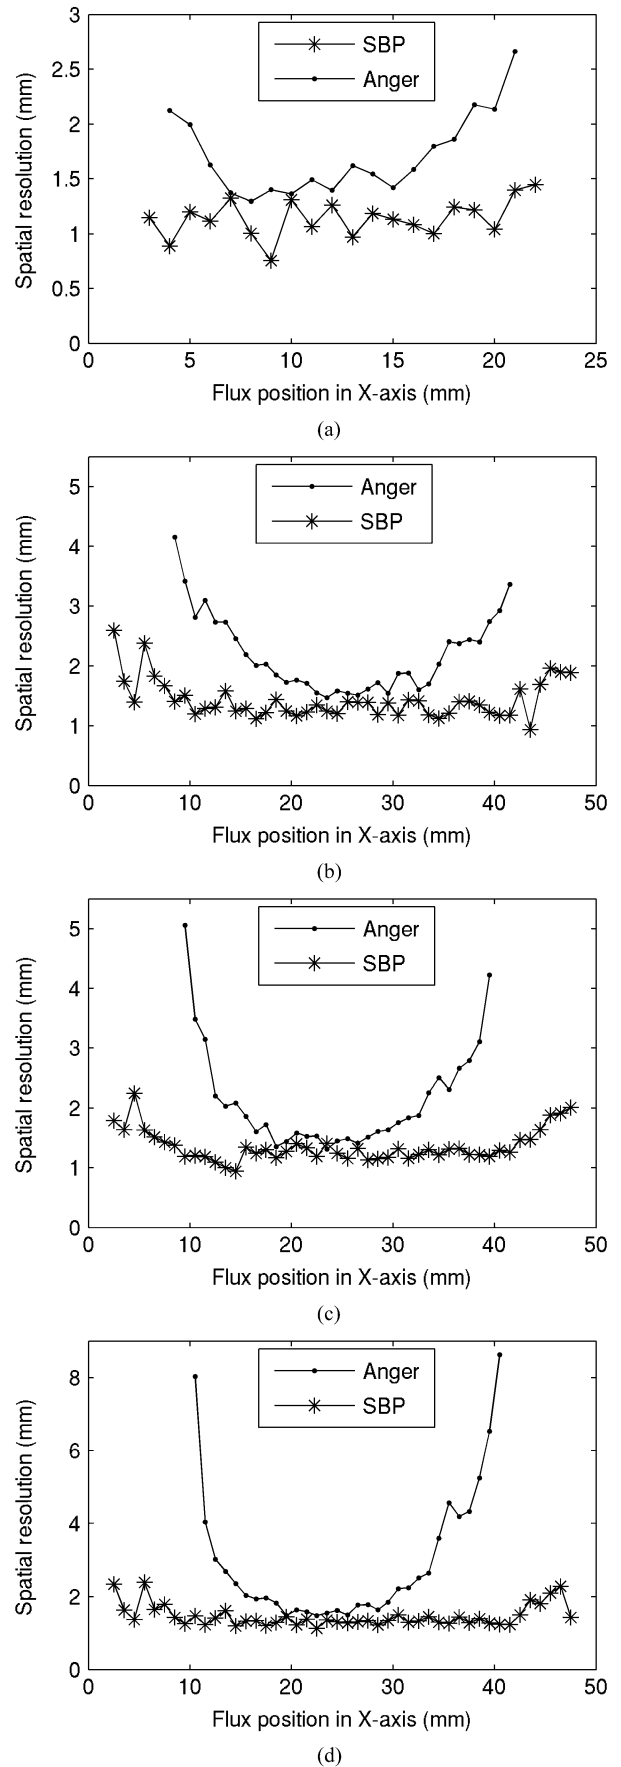 3
2.5
2
1.5
1
0.5
0
SBP
Anger
0 5 10 15 20 25
Spatial resolution (mm)
Flux position in X-axis (mm)
(a)
5
4
3
2
1
0
Anger
SBP
0 10 20 30 40 50
Spatial resolution (mm)
Flux position in X-axis (mm)
(b)
5
4
3
2
1
0
Anger
SBP
0 10 20 30 40 50
Spatial resolution (mm)
Flux position in X-axis (mm)
(c)
8
6
4
2
0
Anger
SBP
0 10 20 30 40 50
Spatial resolution (mm)
Flux position in X-axis (mm)
(d)